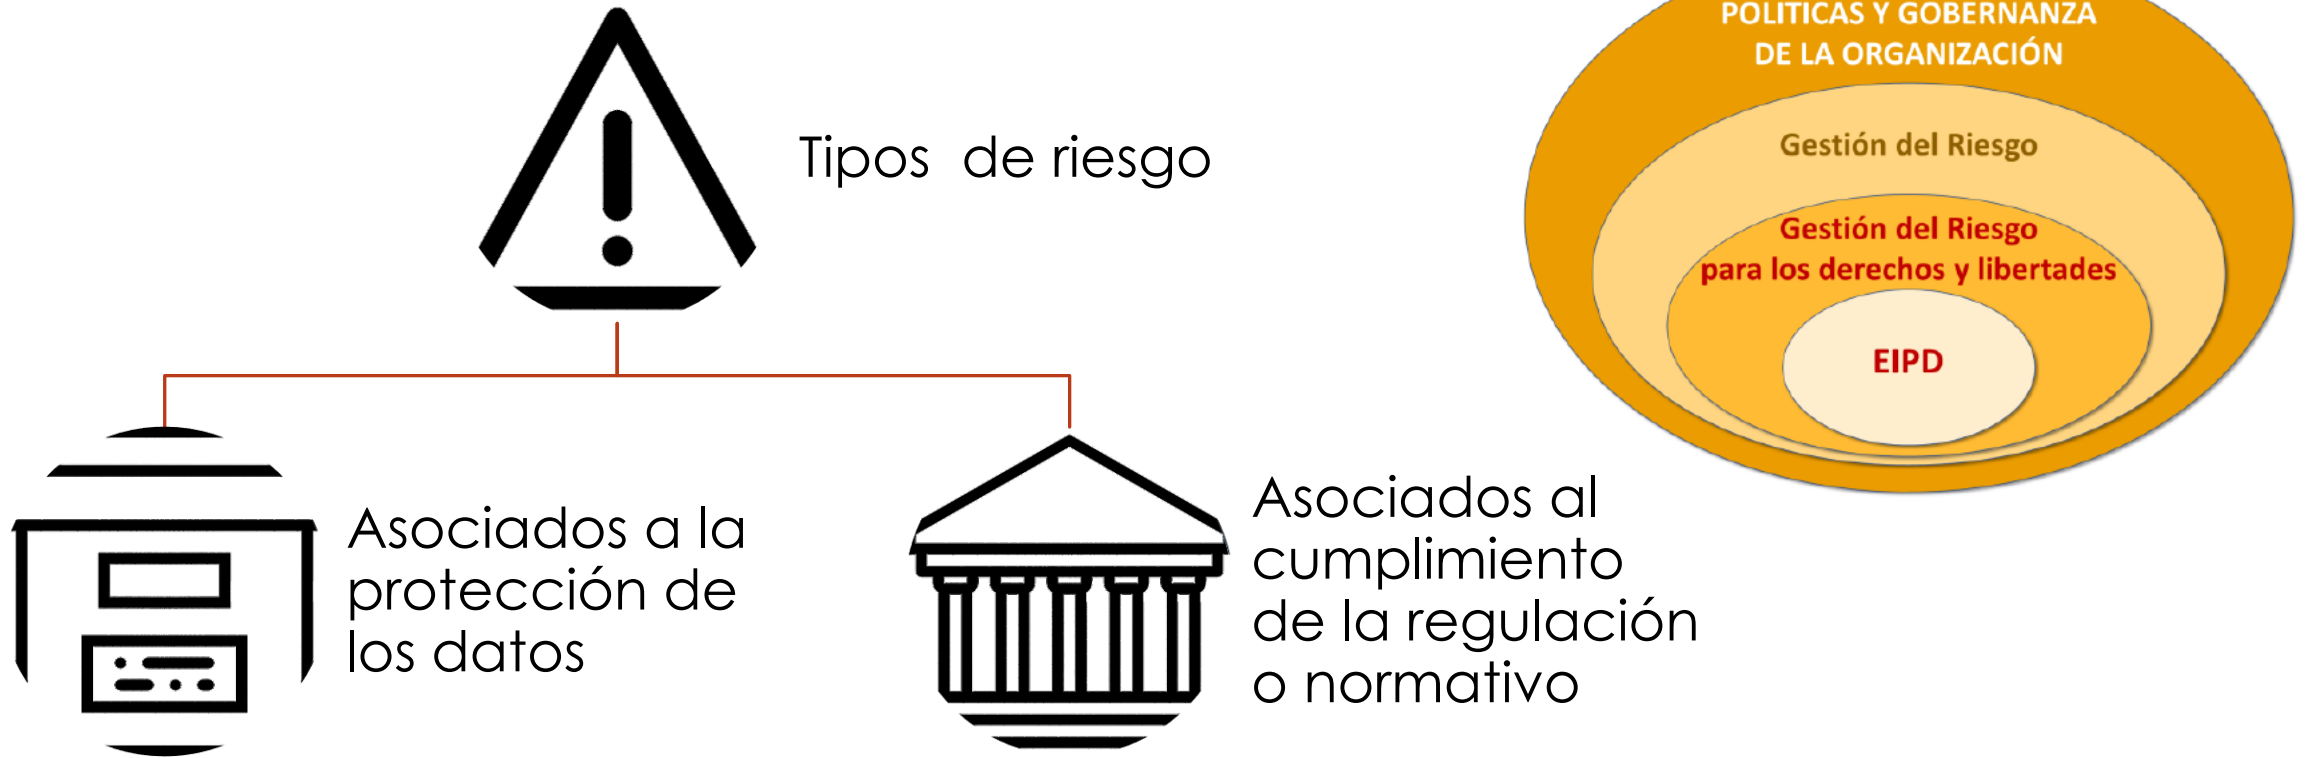 Tipos de riesgo
Asociados a la
protección de
los datos
Asociados al
cumplimiento
de la regulación
o normativo
POLÍTICAS Y GOBERNANZA
DE LA ORGANIZACIÓN
Gestión del Riesgo
Gestión del Riesgo
para los derechos y libertades
EIPD